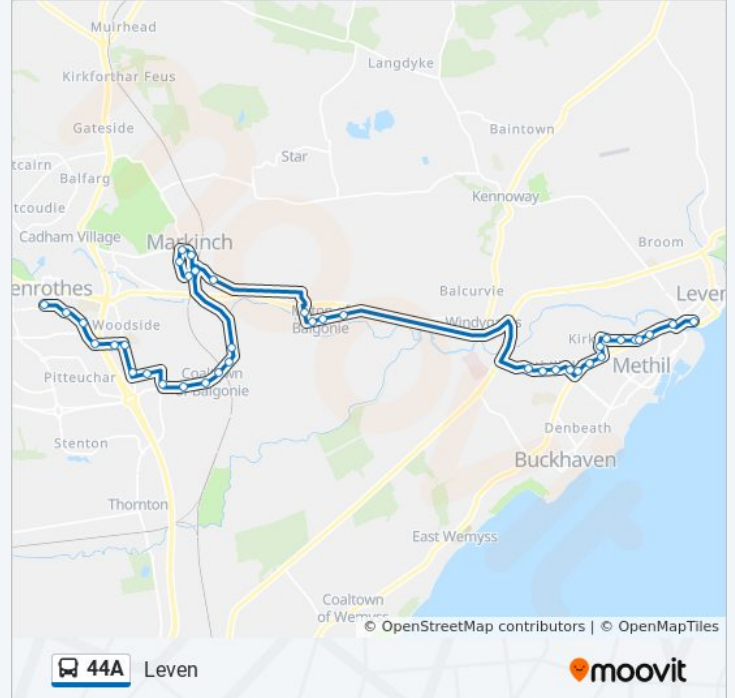 Muirhead
Langdyke
Kirkforthar Feus
Gateside
Baintown
Star
tcairn
Balfarg
Kennoway
tcoudie
Cadham Village
Markinch
Broom
enrothes
Balcurvie
Leven
Woodside
Balgonie
Kirk
Methil
Pitteuchar
Balgonie
Denbeath
Stenton
Buckhaven
Thornton
East Wemyss
Coaltown
of Wemyss
© OpenStreetMap contributors | © OpenMapTiles
44A Leven
moovit